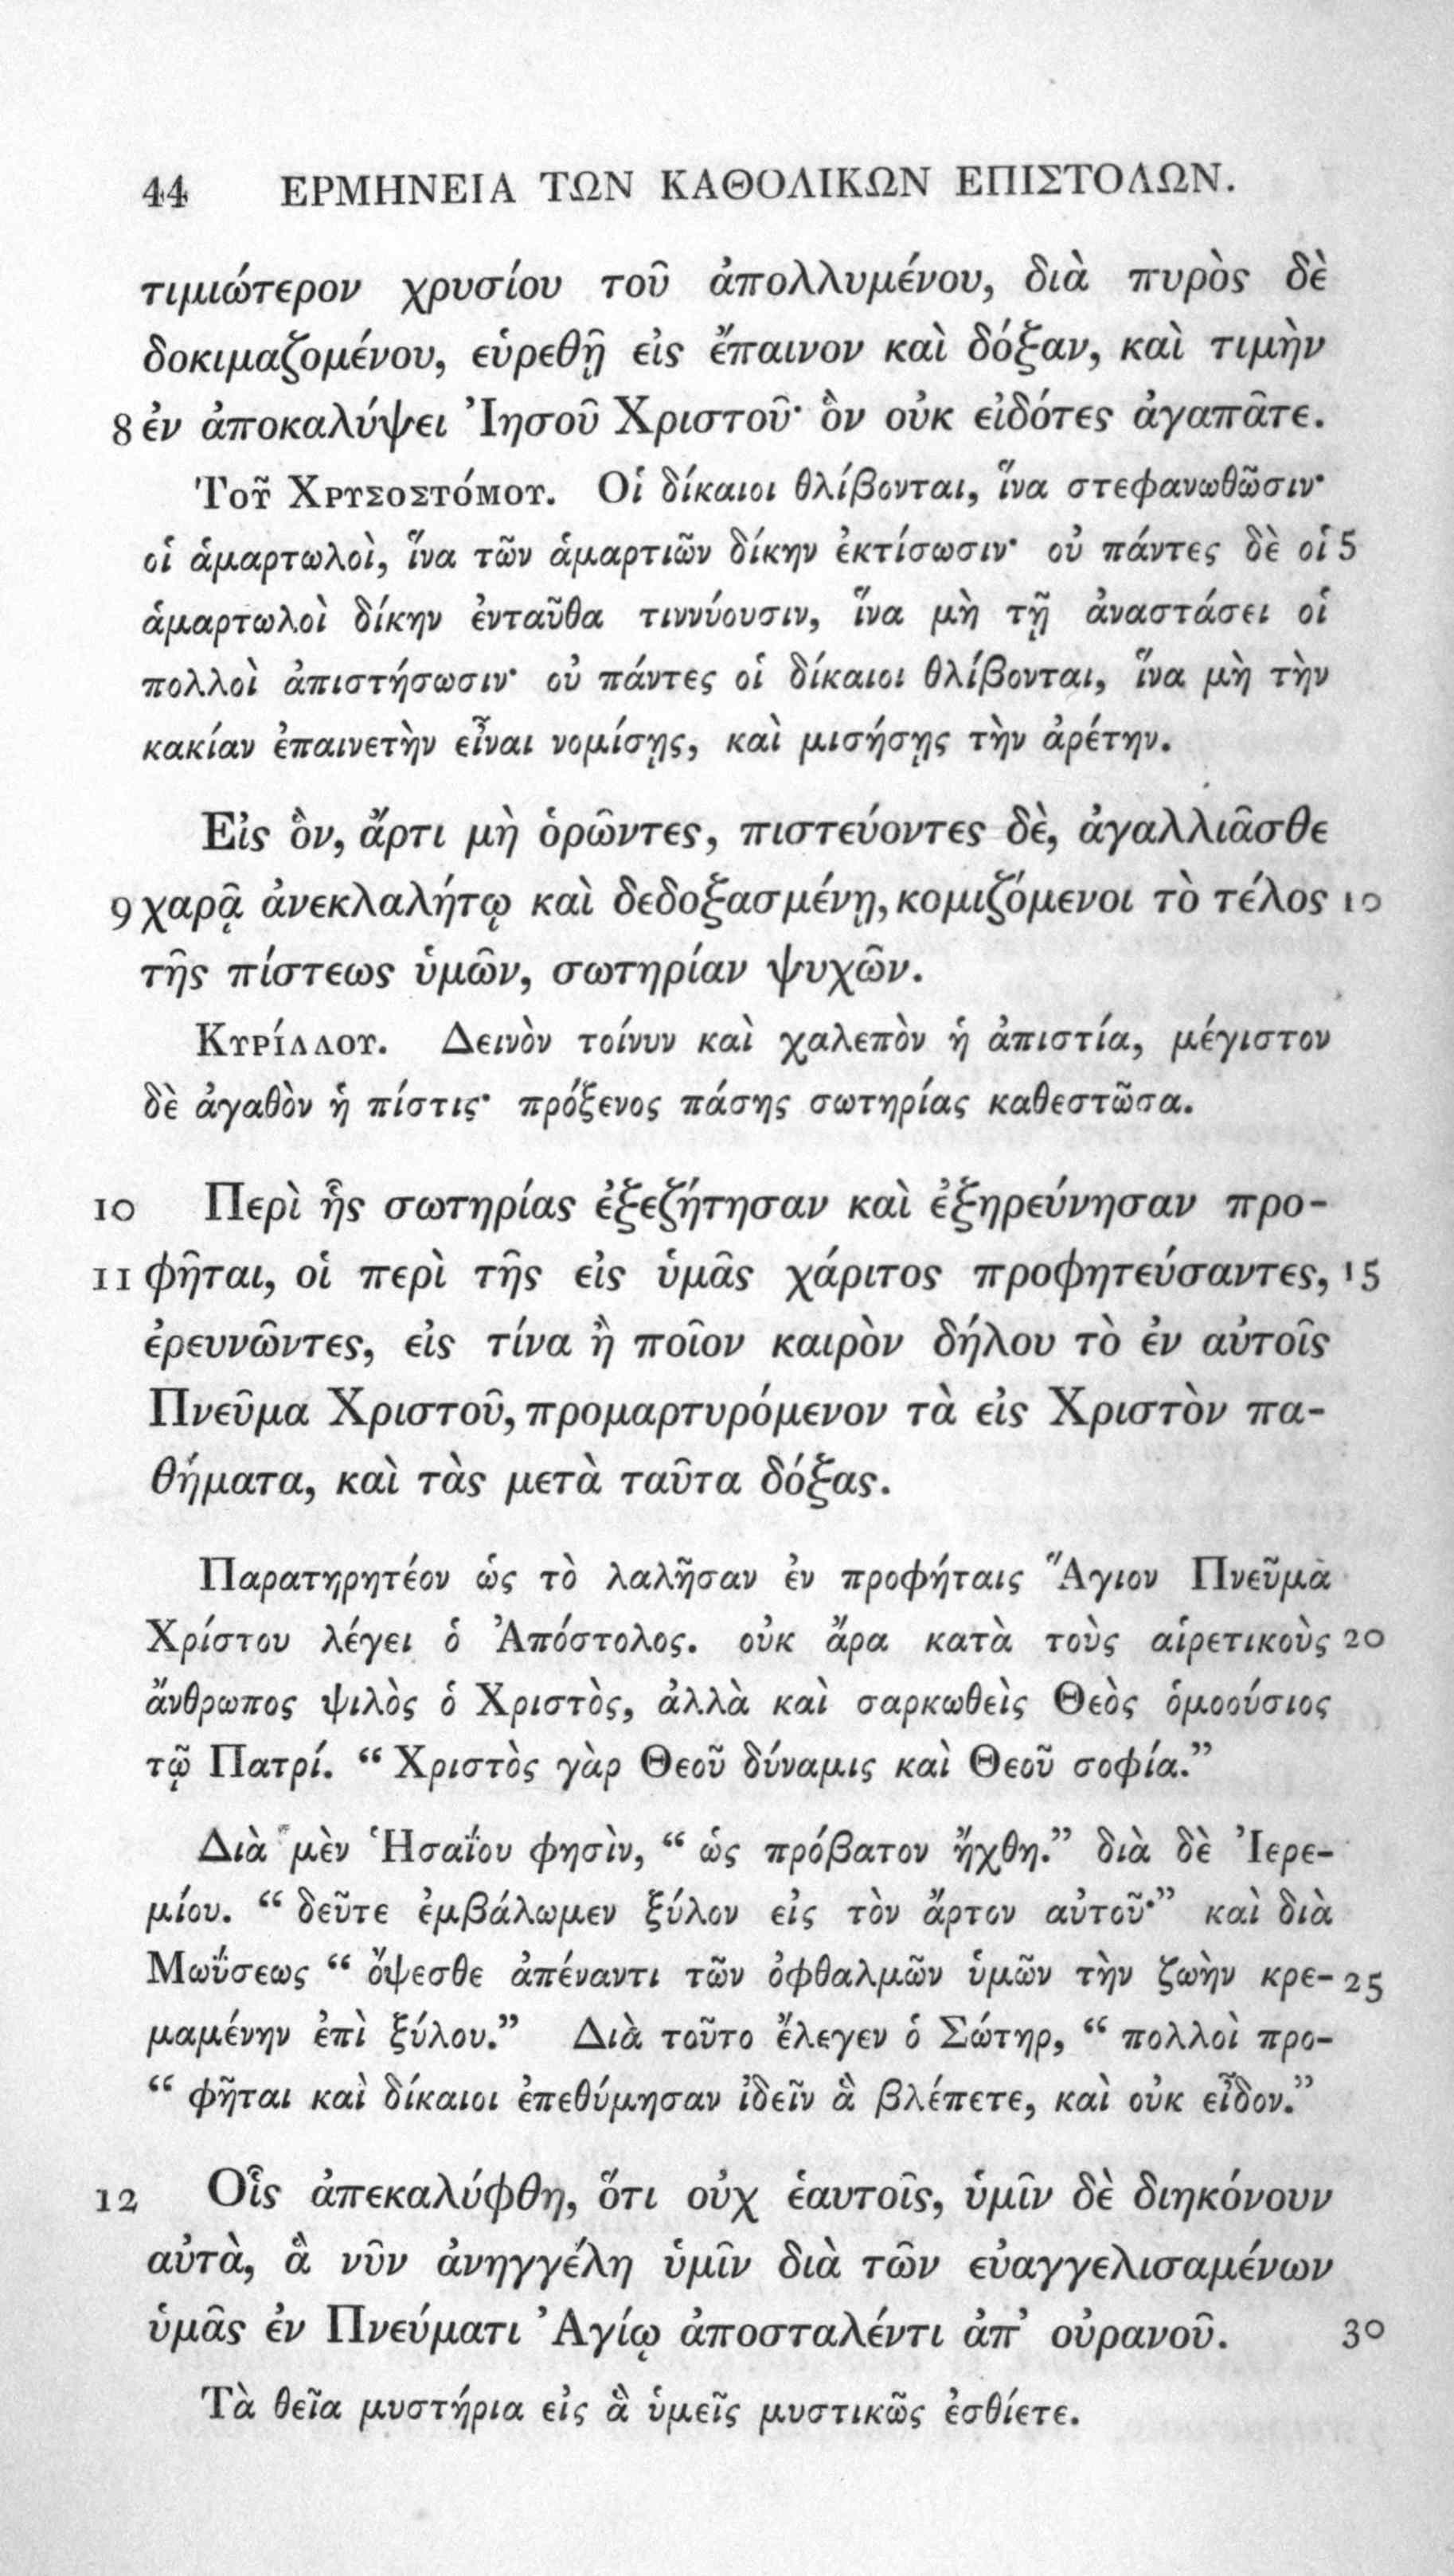 44 ΕΡΜΗΝΕΙΑ ΤΩΝ ΚΑΘΟΛΙΚΩΝ ΕΠΙΣΤΟΛΩΝ.
τιμιώτερον χρυσίου τοῦ ἀπολλυμένου, διὰ πυρὸς δὲ
δοκιμαζομένου, εὑρεθῇ εἰς ἔπαινον καὶ δόξαν, καὶ τιμὴν
8 ἐν ἀποκαλύψει Ἰησοῦ Χριστοῦ· ὃν οὐκ εἰδότες ἀγαπᾶτε.
Τοῦ Χρυσοστόμου. Οἱ δίκαιοι θλίβονται, ἵνα στεφανωθῶσιν·
οἱ ἁμαρτωλοὶ, ἵνα τῶν ἁμαρτιῶν δίκην ἐκτίσωσιν· οὐ πάντες δὲ οἱ 5
ἁμαρτωλοὶ δίκην ἐνταῦθα τιννύουσιν, ἵνα μὴ τῇ ἀναστάσει οἱ
πολλοὶ ἀπιστήσωσιν· οὐ πάντες οἱ δίκαιοι θλίβονται, ἵνα μὴ τὴν
κακίαν ἐπαινετὴν εἶναι νομίσῃς, καὶ μισήσῃς τὴν ἀρέτην.
Εἰς ὃν, ἄρτι μὴ ὁρῶντες, πιστεύοντες δὲ, ἀγαλλιᾶσθε
9 χαρᾷ ἀνεκλαλήτῳ καὶ δεδοξασμένῃ, κομιζόμενοι τὸ τέλος 10
τῆς πίστεως ὑμῶν, σωτηρίαν ψυχῶν.
Κυρίλλου. Δεινὸν τοίνυν καὶ χαλεπὸν ἡ ἀπιστία, μέγιστον
δὲ ἀγαθὸν ἡ πίστις· πρόξενος πάσης σωτηρίας καθεστῶσα.
10 Περὶ ἧς σωτηρίας ἐξεζήτησαν καὶ ἐξηρεύνησαν προ-
11 φῆται, οἱ περὶ τῆς εἰς ὑμᾶς χάριτος προφητεύσαντες, 15
ἐρευνῶντες, εἰς τίνα ἢ ποῖον καιρὸν δήλου τὸ ἐν αὐτοῖς
Πνεῦμα Χριστοῦ, προμαρτυρόμενον τὰ εἰς Χριστὸν πα-
θήματα, καὶ τὰς μετὰ ταῦτα δόξας.
Παρατηρητέον ὡς τὸ λαλῆσαν ἐν προφήταις Ἅγιον Πνεῦμα
Χρίστου λέγει ὁ Ἀπόστολος. οὐκ ἄρα κατὰ τοὺς αἱρετικοὺς 20
ἄνθρωπος ψιλὸς ὁ Χριστὸς, ἀλλὰ καὶ σαρκωθεὶς Θεὸς ὁμοούσιος
τῷ Πατρί. “ Χριστὸς γὰρ Θεοῦ δύναμις καὶ Θεοῦ σοφία.”
Διὰ μὲν Ἡσαΐου φησὶν, “ ὡς πρόβατον ἤχθη.” διὰ δὲ Ἱερε-
μίου. “ δεῦτε ἐμβάλωμεν ξύλον εἰς τὸν ἄρτον αὐτοῦ·” καὶ διὰ
Μωΰσεως “ ὄψεσθε ἀπέναντι τῶν ὀφθαλμῶν ὑμῶν τὴν ζωὴν κρε- 25
μαμένην ἐπὶ ξύλου.” Διὰ τοῦτο ἔλεγεν ὁ Σώτηρ, “ πολλοὶ προ-
“ φῆται καὶ δίκαιοι ἐπεθύμησαν ἰδεῖν ἃ βλέπετε, καὶ οὐκ εἶδον.”
12 Οἷς ἀπεκαλύφθη, ὅτι οὐχ ἑαυτοῖς, ὑμῖν δὲ διηκόνουν
αὐτὰ, ἃ νῦν ἀνηγγέλη ὑμῖν διὰ τῶν εὐαγγελισαμένων
ὑμᾶς ἐν Πνεύματι Ἁγίῳ ἀποσταλέντι ἀπ’ οὐρανοῦ. 30
Τὰ θεῖα μυστήρια εἰς ἃ ὑμεῖς μυστικῶς ἐσθίετε.